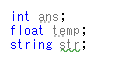 int ans;
float temp;
string str;